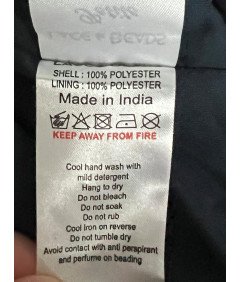 LACE & BEADS
SHELL : 100% POLYESTER
LINING : 100% POLYESTER
Made in India
KEEP AWAY FROM FIRE
Cool hand wash with
mild detergent
Hang to dry
Do not bleach
Do not soak
Do not rub
Cool iron on reverse
Do not tumble dry
Avoid contact with anti perspirant
and perfume on beading